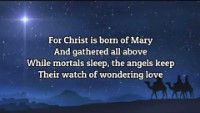 For Christ is born of Mary
And gathered all above
While mortals sleep, the angels keep
Their watch of wondering love